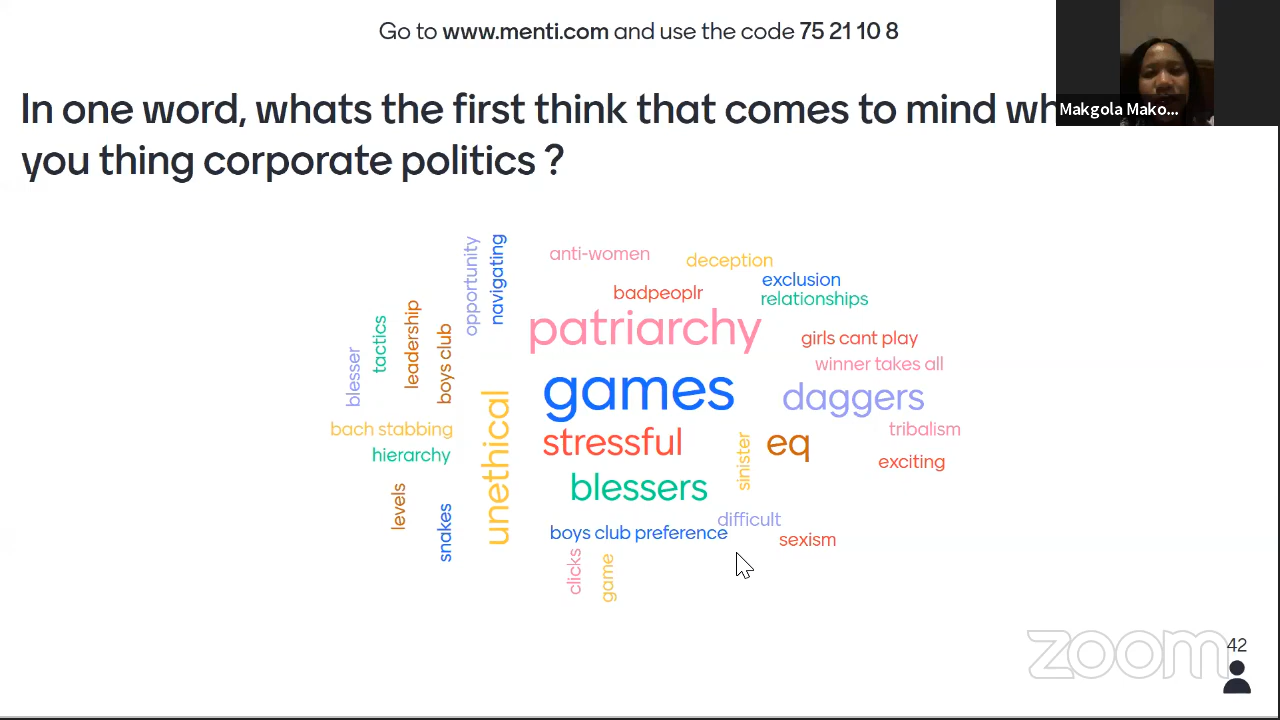 Go to www.menti.com and use the code 75 21 10 8
Makgola Mako...
In one word, whats the first think that comes to mind wh
you thing corporate politics ?
opportunity
navigating
anti-women
deception
exclusion
relationships
badpeoplr
patriarchy
girls cant play
winner takes all
blesser
tactics
leadership
boys club
games
daggers
bach stabbing
tribalism
hierarchy
unethical
stressful
sinister
eq
exciting
blessers
levels
snakes
boys club preference
difficult
sexism
clicks
game
zoom
42